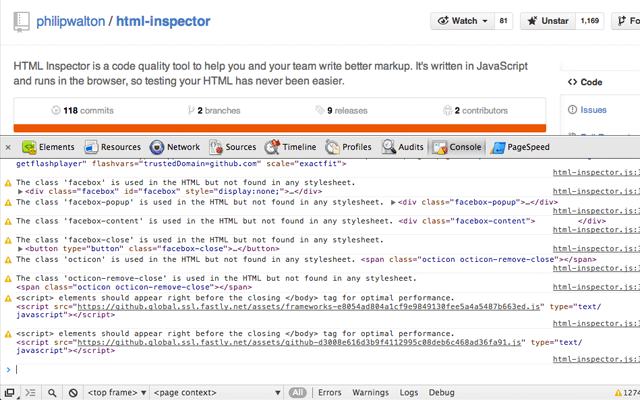 philipwalton / html-inspector
Watch 81 Unstar 1,169
HTML Inspector is a code quality tool to help you and your team write better markup. It's written in JavaScript
and runs in the browser, so testing your HTML has never been easier.
Code
118 commits 2 branches 9 releases 2 contributors
Issues
× Elements Resources Network Sources Timeline Profiles Audits Console PageSpeed
getflashplayer" flashvars="trustedDomain=github.com" scale="exactfit">
html-inspector.js:
The class 'facebox' is used in the HTML but not found in any stylesheet.
<div class="facebox" id="facebox" style="display:none;">…</div>
html-inspector.js:
The class 'facebox-popup' is used in the HTML but not found in any stylesheet. <div class="facebox-popup">…</div>
html-inspector.js:
The class 'facebox-content' is used in the HTML but not found in any stylesheet. <div class="facebox-content"> </div>
html-inspector.js:
The class 'facebox-close' is used in the HTML but not found in any stylesheet.
<button type="button" class="facebox-close">…</button>
html-inspector.js:
The class 'octicon' is used in the HTML but not found in any stylesheet. <span class="octicon octicon-remove-close"></span>
html-inspector.js:
The class 'octicon-remove-close' is used in the HTML but not found in any stylesheet.
<span class="octicon octicon-remove-close"></span>
html-inspector.js:
<script> elements should appear right before the closing </body> tag for optimal performance.
<script src="https://github.global.ssl.fastly.net/assets/frameworks-e8054ad804a1cf9e9849130fee5a4a5487b663ed.js" type="text/
javascript"></script>
html-inspector.js:
<script> elements should appear right before the closing </body> tag for optimal performance.
<script src="https://github.global.ssl.fastly.net/assets/github-d3008e616d3b9f4112995c08deb6c460ad36fa91.js" type="text/
javascript"></script>
html-inspector.js:
>
<top frame> <page context> All Errors Warnings Logs Debug 1274